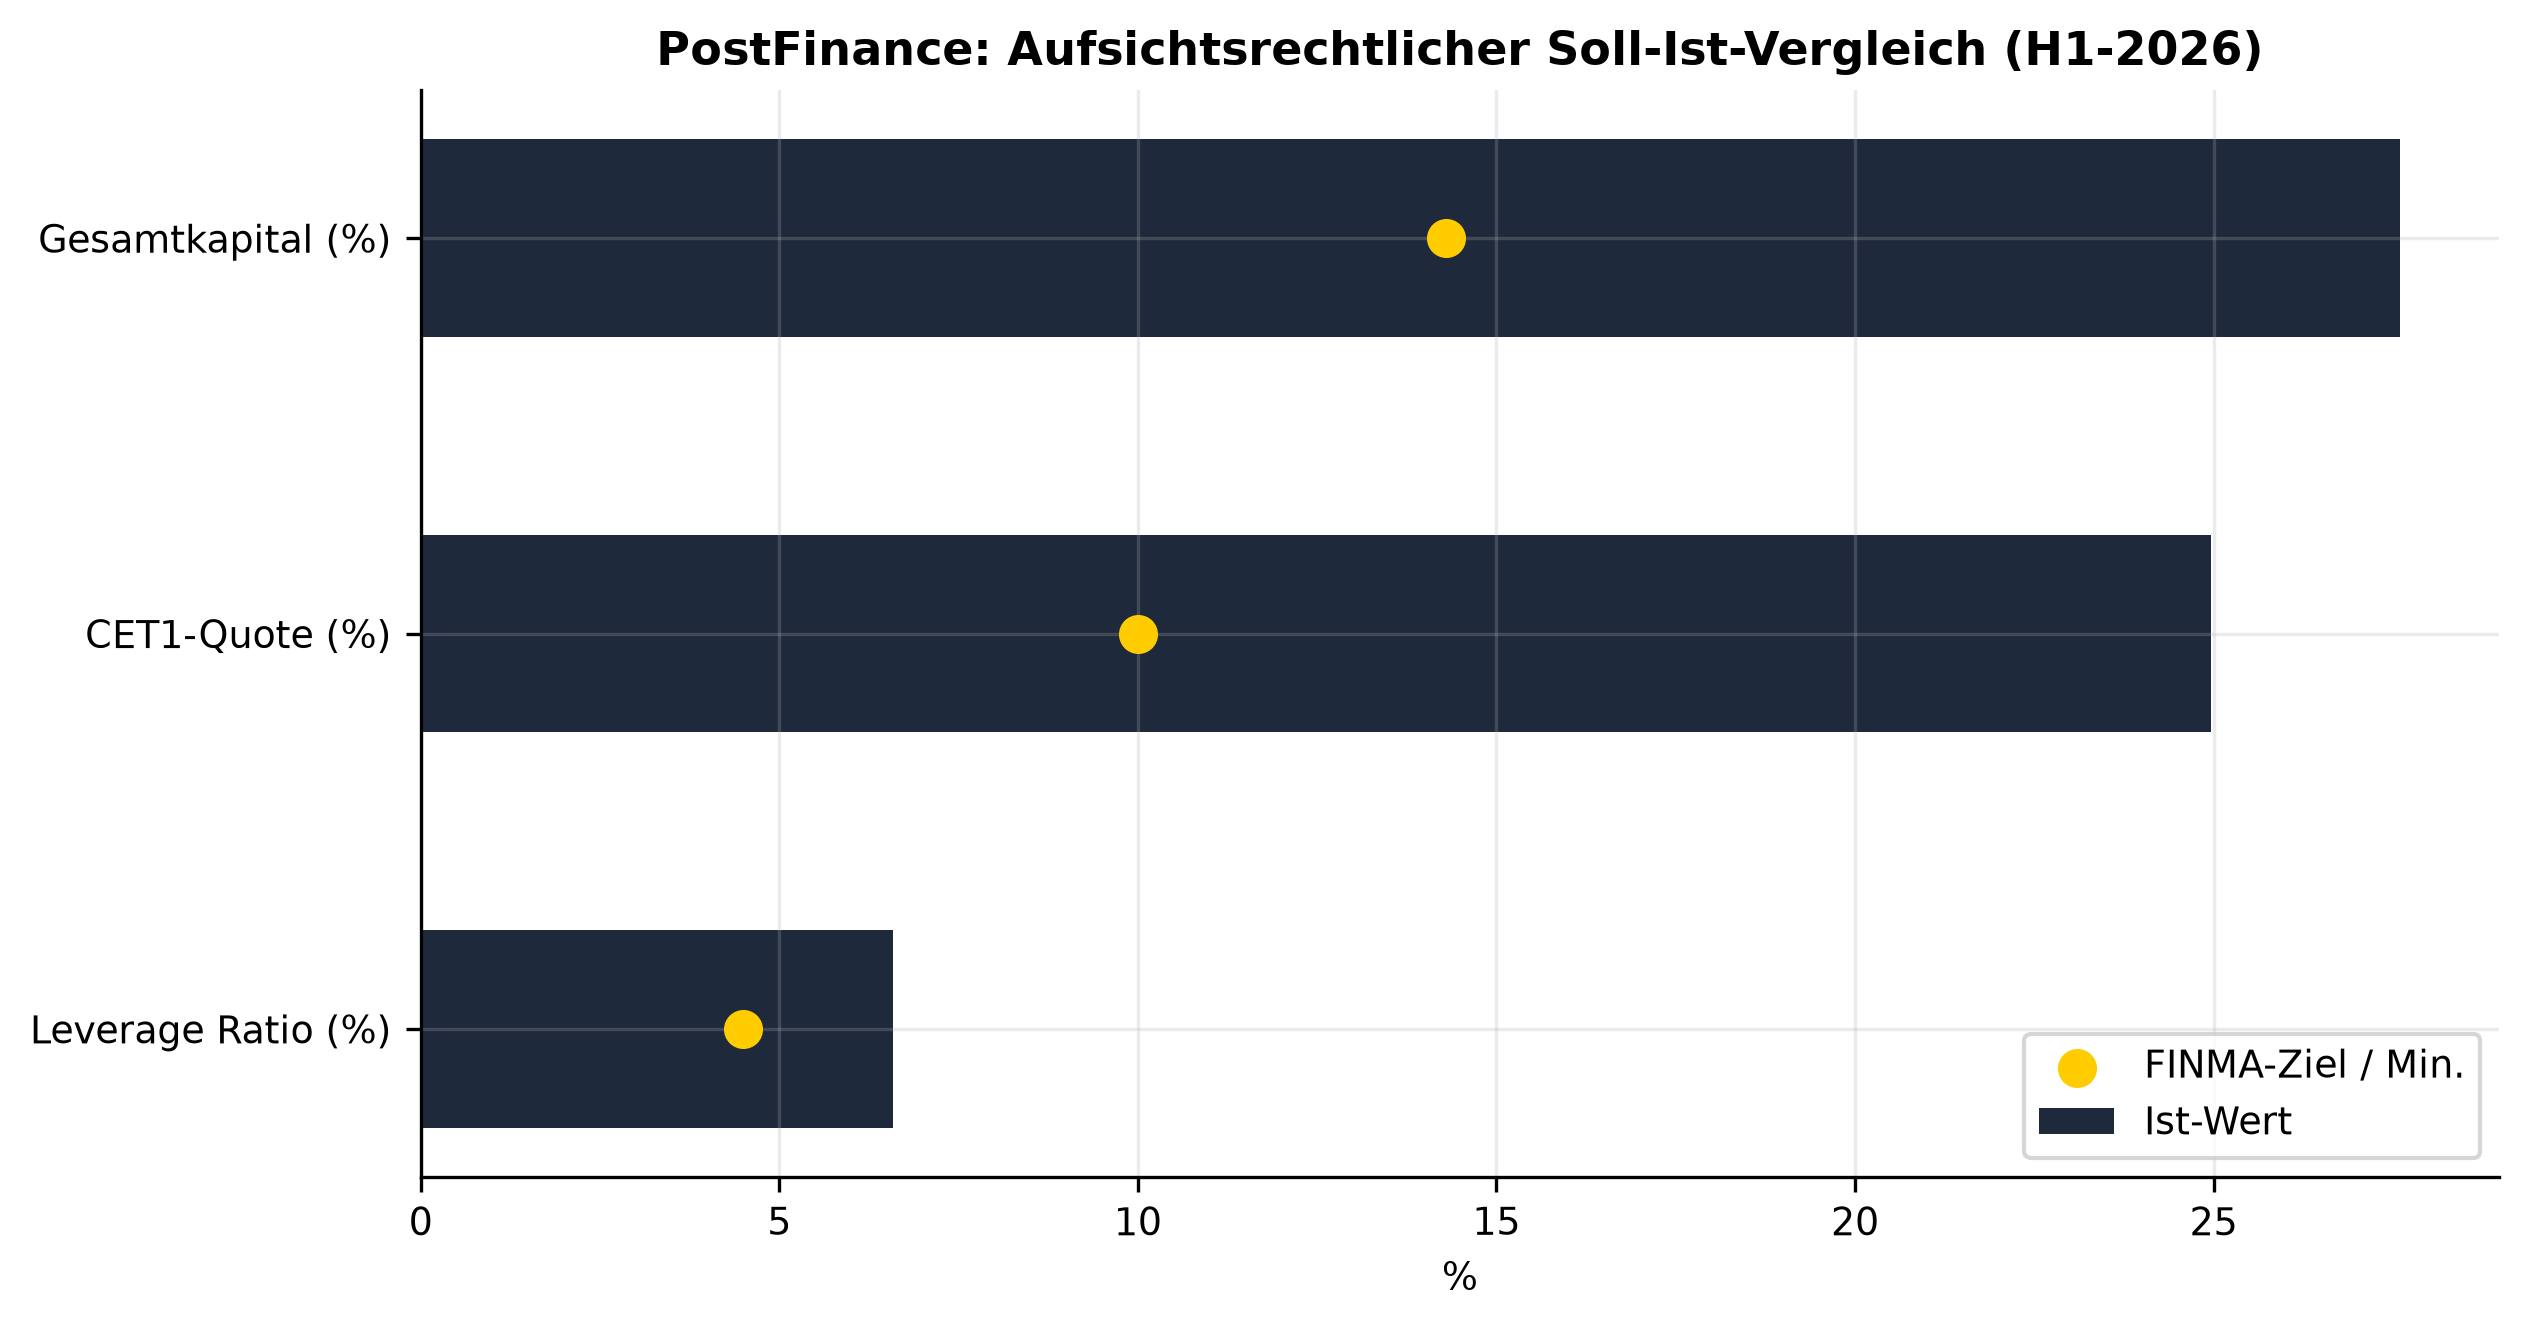 PostFinance: Aufsichtsrechtlicher Soll-Ist-Vergleich (H1-2026)
Gesamtkapital (%)
CET1-Quote (%)
Leverage Ratio (%)
FINMA-Ziel / Min.
Ist-Wert
0 5 10 15 20 25
%